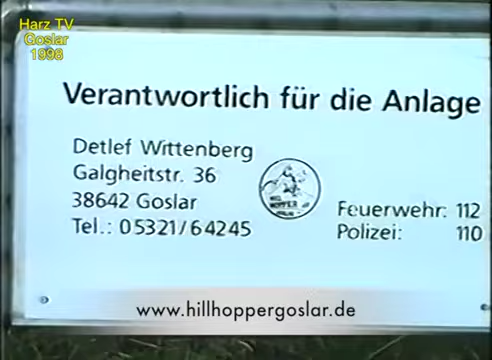 Harz TV
Goslar
1998
Verantwortlich für die Anlage
Detlef Wittenberg
Galgheitstr. 36
38642 Goslar
Tel.: 05321/64245
HOPPER
Feuerwehr: 112
Polizei: 110
www.hillhoppergoslar.de